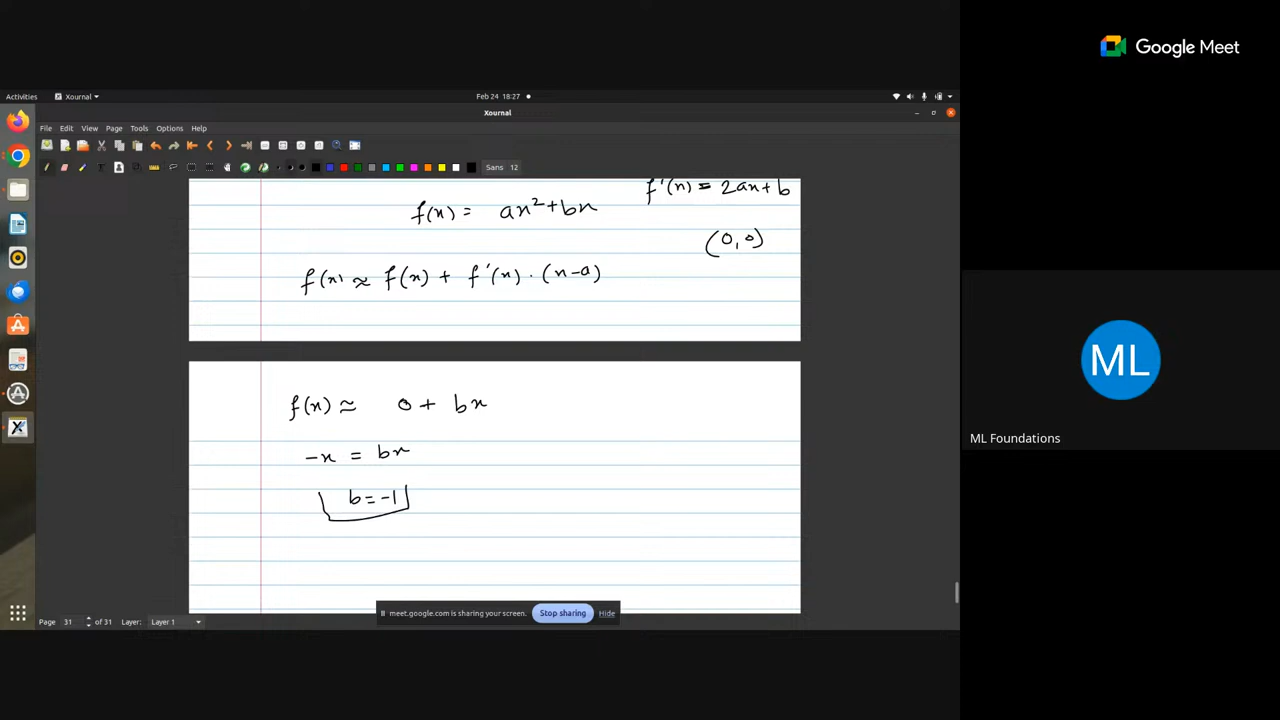 Google Meet
Activities Xournal Feb 24 18:27
Xournal
File Edit View Page Tools Options Help
Sans 12
f'(x) = 2ax+b
f(x) = ax²+bx
(0,0)
f(x) ≈ f(x) + f'(x) · (x-a)
f(x) ≈ 0 + bx
-x = bx
b = -1
ML
ML Foundations
meet.google.com is sharing your screen. Stop sharing Hide
Page 31 of 31 Layer: Layer 1